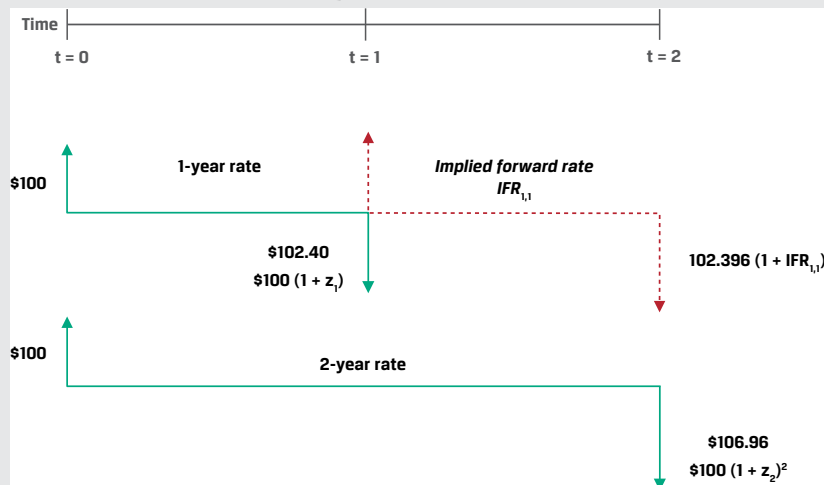 Time
t = 0
t = 1
t = 2
$100
1-year rate
Implied forward rate
IFR₁,₁
$102.40
$100 (1 + z₁)
102.396 (1 + IFR₁,₁)
$100
2-year rate
$106.96
$100 (1 + z₂)²